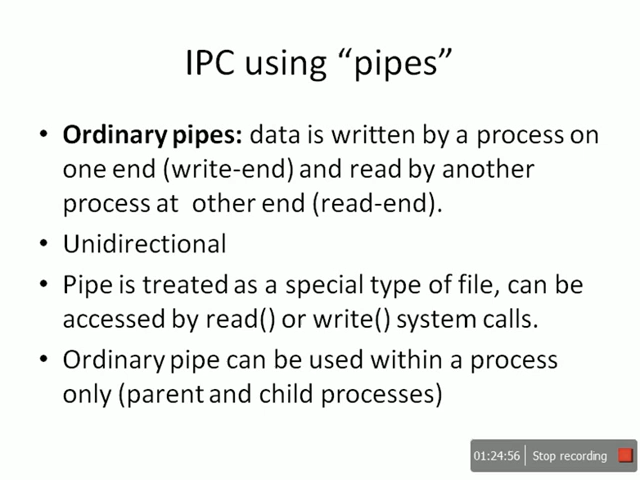 IPC using “pipes”
• Ordinary pipes: data is written by a process on
one end (write-end) and read by another
process at other end (read-end).
• Unidirectional
• Pipe is treated as a special type of file, can be
accessed by read() or write() system calls.
• Ordinary pipe can be used within a process
only (parent and child processes)
01:24:56 Stop recording